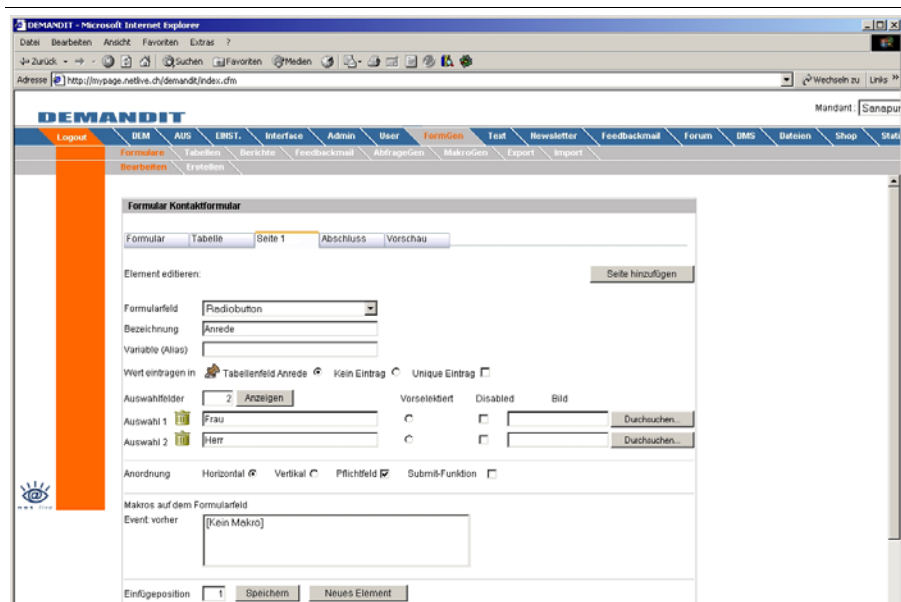 DEMANDIT - Microsoft Internet Explorer
Datei Bearbeiten Ansicht Favoriten Extras ?
Zurück Suchen Favoriten Medien
Adresse http://mypage.netlive.ch/demandit/index.cfm Wechseln zu Links »
DEMANDIT Mandant: Sanapur
Logout DEM AUS EINST. Interface Admin User FormGen Text Newsletter Feedbackmail Forum DMS Dateien Shop Stati
Formulare Tabellen Berichte Feedbackmail AbfrageGen MakroGen Export Import
Bearbeiten Erstellen
Formular Kontaktformular
Formular Tabelle Seite 1 Abschluss Vorschau
Element editieren: Seite hinzufügen
Formularfeld Radiobutton
Bezeichnung Anrede
Variable (Alias)
Wert eintragen in Tabellenfeld Anrede Kein Eintrag Unique Eintrag
Auswahlfelder 2 Anzeigen Vorselektiert Disabled Bild
Auswahl 1 Frau Durchsuchen...
Auswahl 2 Herr Durchsuchen...
Anordnung Horizontal Vertikal Pflichtfeld Submit-Funktion
Makros auf dem Formularfeld
Event: vorher [Kein Makro]
Einfügeposition 1 Speichern Neues Element